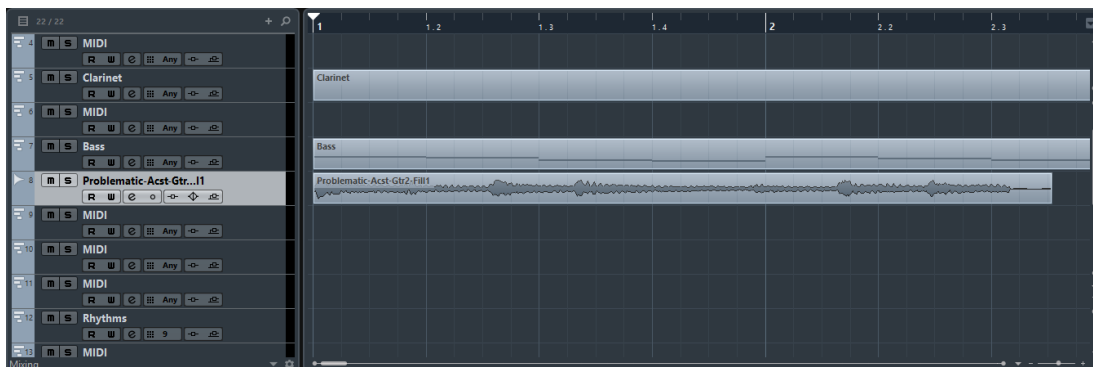 22 / 22
1 1.2 1.3 1.4 2 2.2 2.3
4 m S MIDI
R W e Any
5 m S Clarinet
R W e Any
Clarinet
6 m S MIDI
R W e Any
7 m S Bass
R W e Any
Bass
8 m S Problematic-Acst-Gtr...l1
R W e
Problematic-Acst-Gtr2-Fill1
9 m S MIDI
R W e Any
10 m S MIDI
R W e Any
11 m S MIDI
R W e Any
12 m S Rhythms
R W e 9
13 m S MIDI
Mixing